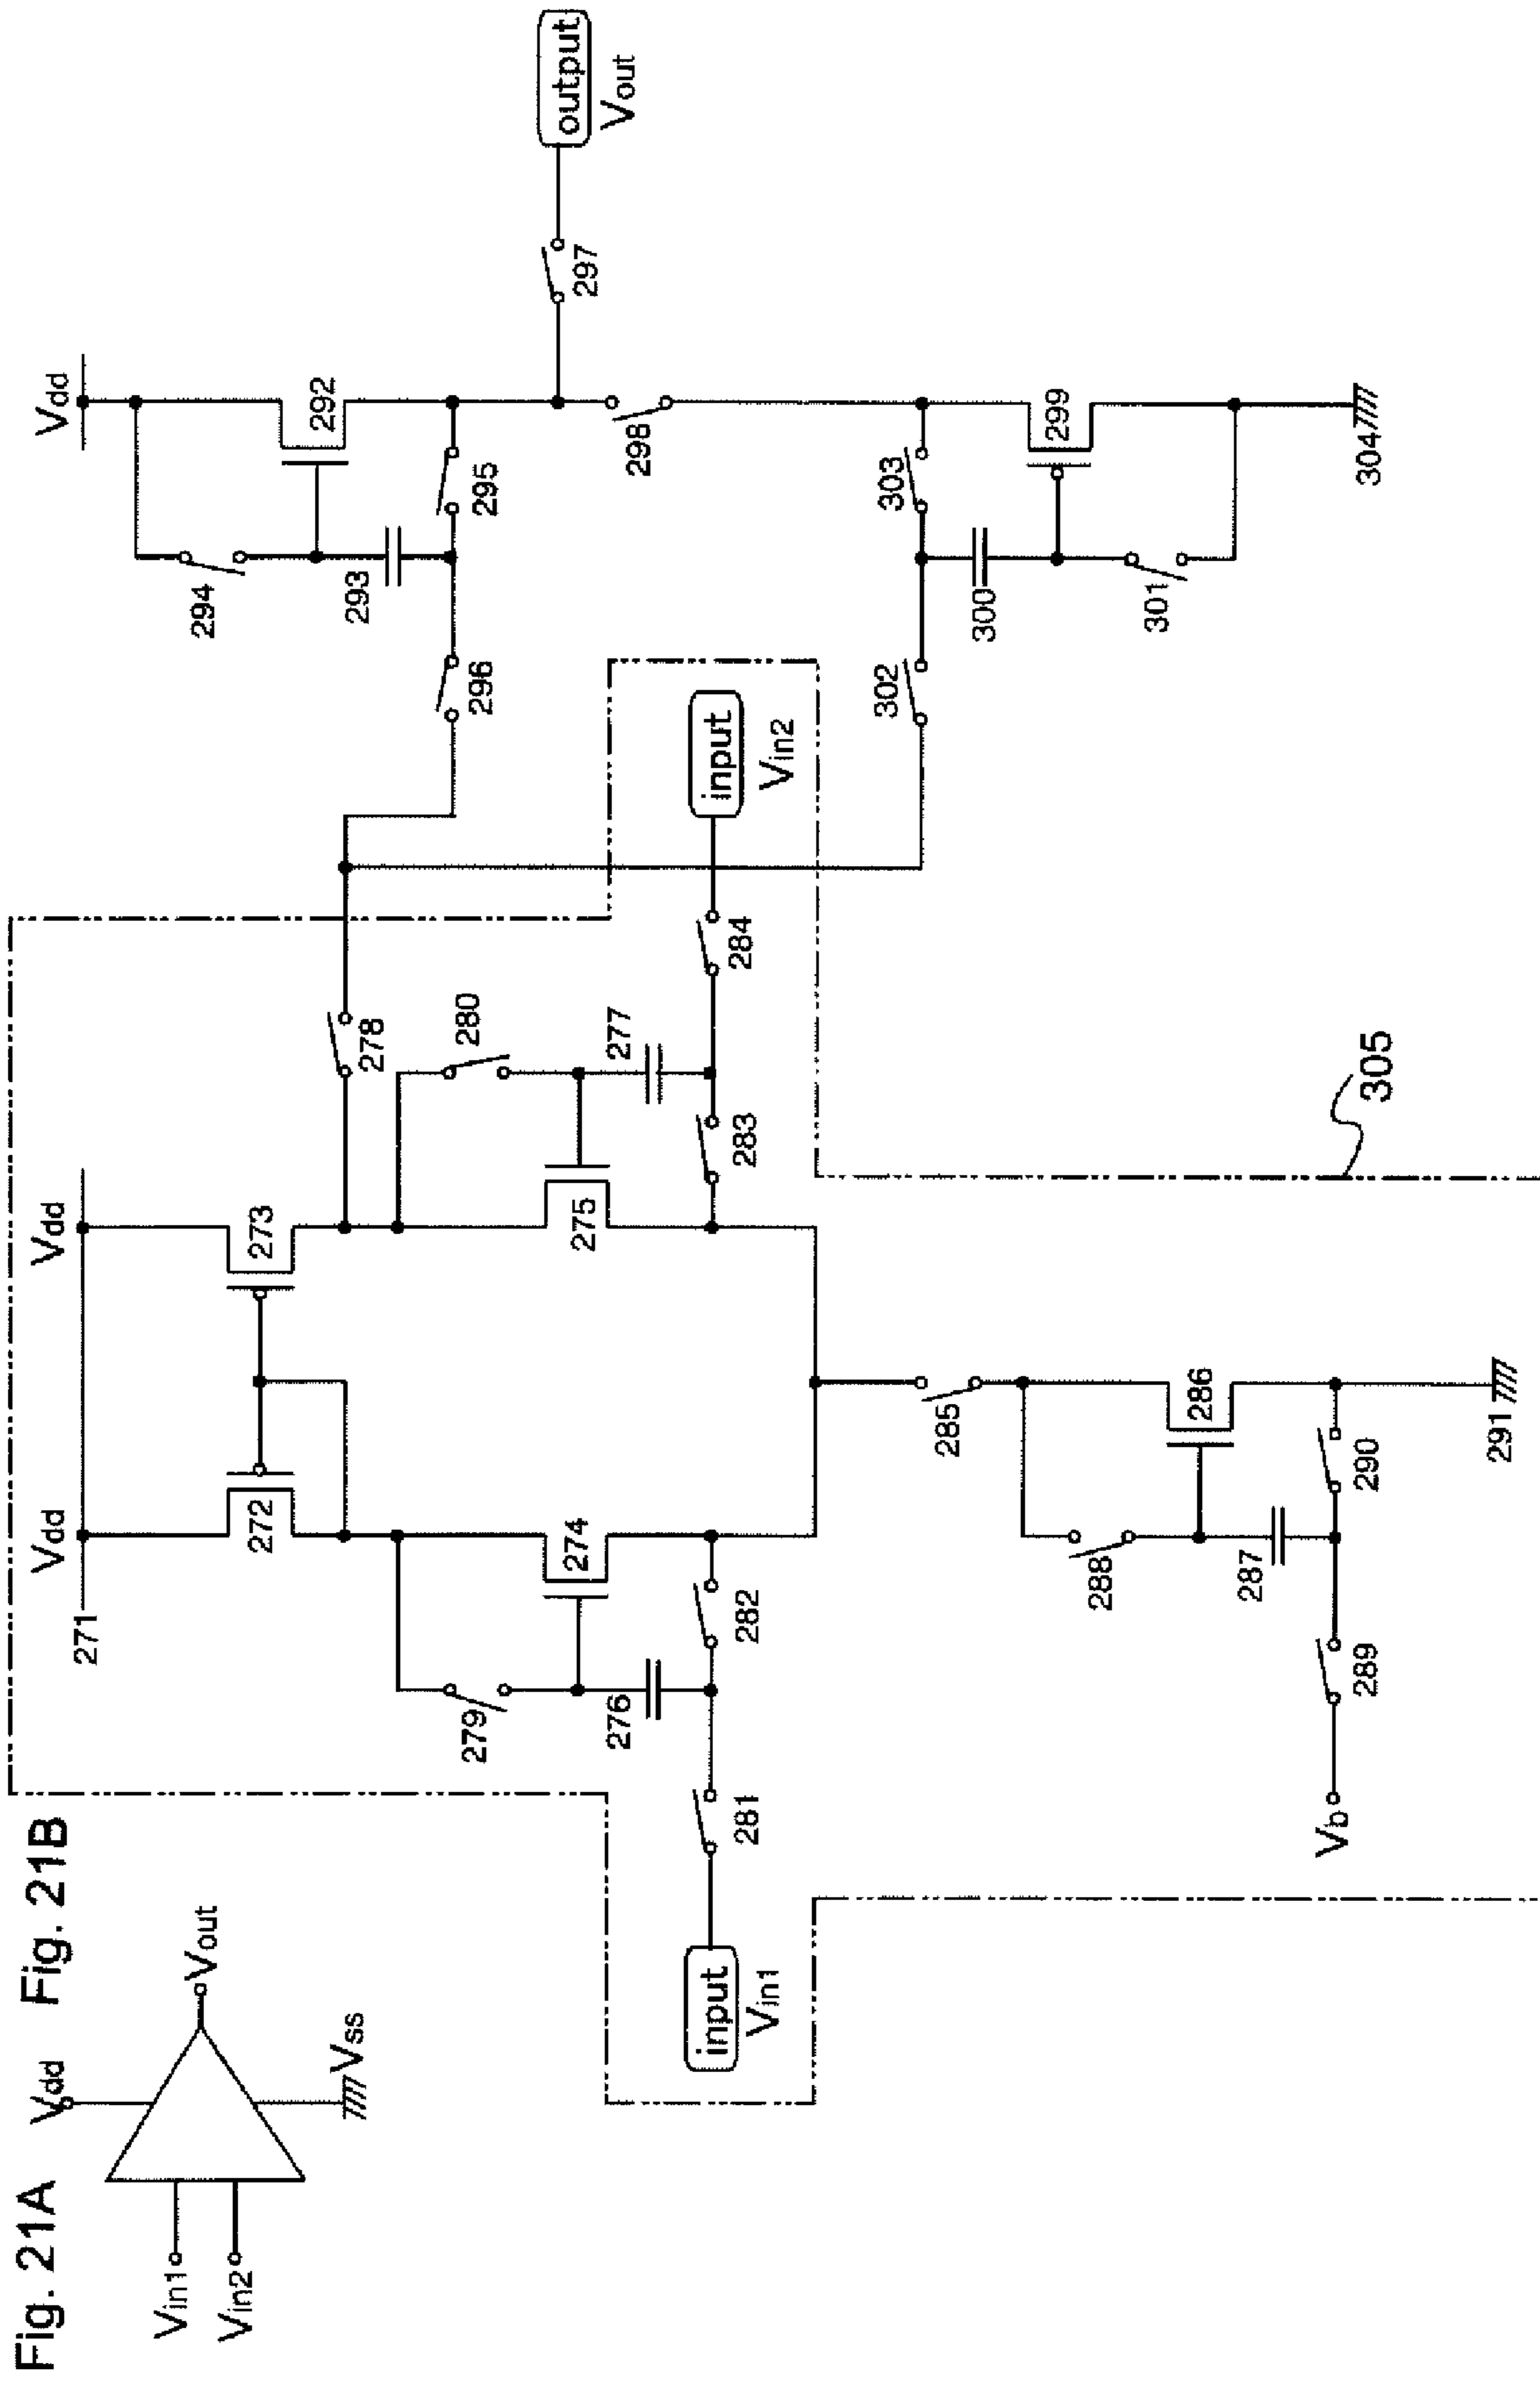 Fig. 21A
Vdd
Vin1
Vin2
Vout
Vss
Fig. 21B
Vdd
Vdd
Vdd
271
272
273
292
294
293
295
296
278
279
280
274
275
276
277
281
282
283
284
input
Vin1
input
Vin2
297
output
Vout
298
285
286
288
287
289
290
Vb
291
302
303
300
299
301
304
305